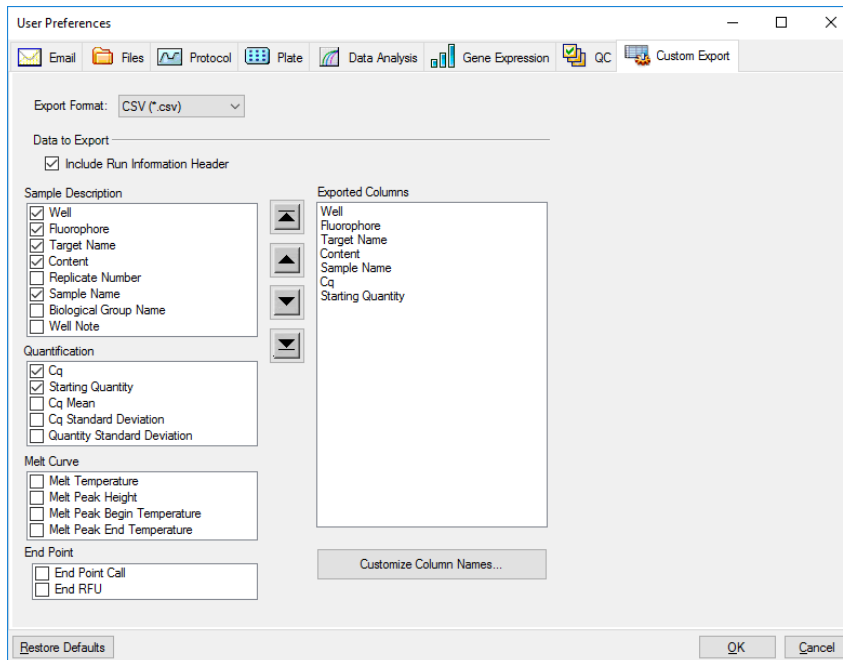 User Preferences
Email Files Protocol Plate Data Analysis Gene Expression QC Custom Export
Export Format: CSV (*.csv)
Data to Export
Include Run Information Header
Sample Description
Well
Fluorophore
Target Name
Content
Replicate Number
Sample Name
Biological Group Name
Well Note
Quantification
Cq
Starting Quantity
Cq Mean
Cq Standard Deviation
Quantity Standard Deviation
Melt Curve
Melt Temperature
Melt Peak Height
Melt Peak Begin Temperature
Melt Peak End Temperature
End Point
End Point Call
End RFU
Exported Columns
Well
Fluorophore
Target Name
Content
Sample Name
Cq
Starting Quantity
Customize Column Names...
Restore Defaults OK Cancel